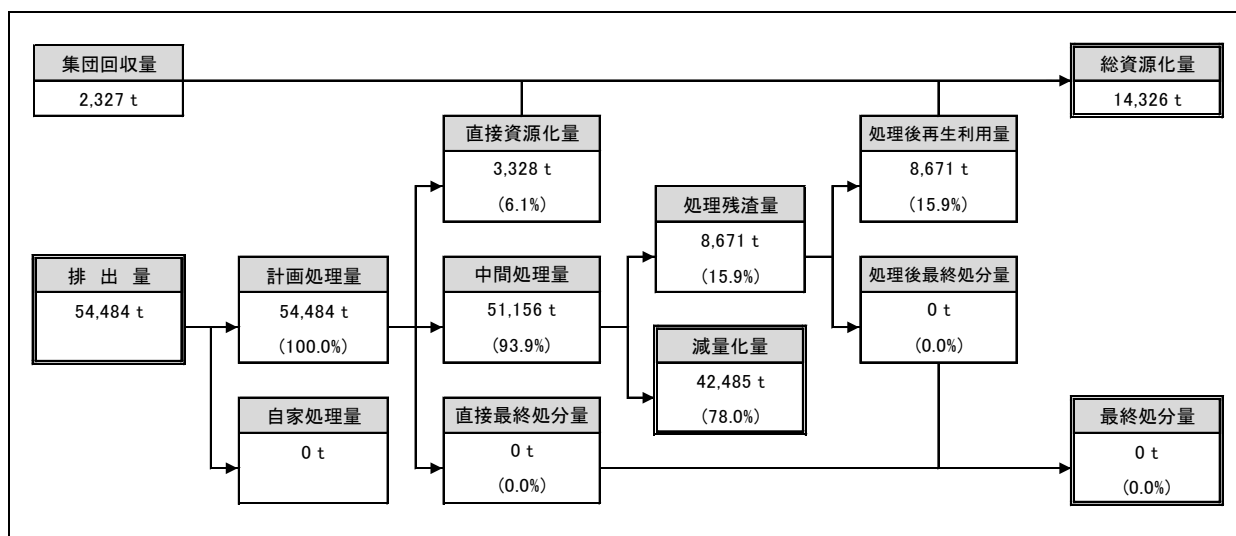 集団回収量
2,327 t
総資源化量
14,326 t
直接資源化量
3,328 t
(6.1%)
処理後再生利用量
8,671 t
(15.9%)
処理残渣量
8,671 t
(15.9%)
排 出 量
54,484 t
計画処理量
54,484 t
(100.0%)
中間処理量
51,156 t
(93.9%)
処理後最終処分量
0 t
(0.0%)
減量化量
42,485 t
(78.0%)
自家処理量
0 t
直接最終処分量
0 t
(0.0%)
最終処分量
0 t
(0.0%)